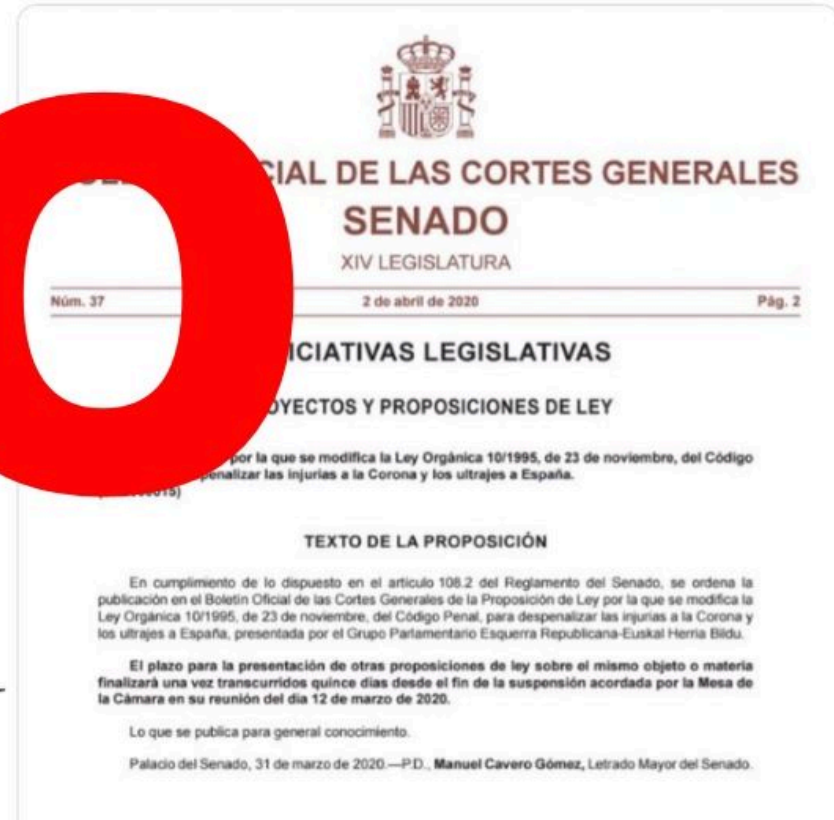 O
CIAL DE LAS CORTES GENERALES
SENADO
XIV LEGISLATURA
Núm. 37 2 de abril de 2020 Pág. 2
ICIATIVAS LEGISLATIVAS
OYECTOS Y PROPOSICIONES DE LEY
por la que se modifica la Ley Orgánica 10/1995, de 23 de noviembre, del Código
penalizar las injurias a la Corona y los ultrajes a España.
TEXTO DE LA PROPOSICIÓN
En cumplimiento de lo dispuesto en el artículo 108.2 del Reglamento del Senado, se ordena la
publicación en el Boletín Oficial de las Cortes Generales de la Proposición de Ley por la que se modifica la
Ley Orgánica 10/1995, de 23 de noviembre, del Código Penal, para despenalizar las injurias a la Corona y
los ultrajes a España, presentada por el Grupo Parlamentario Esquerra Republicana-Euskal Herria Bildu.
El plazo para la presentación de otras proposiciones de ley sobre el mismo objeto o materia
finalizará una vez transcurridos quince días desde el fin de la suspensión acordada por la Mesa de
la Cámara en su reunión del día 12 de marzo de 2020.
Lo que se publica para general conocimiento.
Palacio del Senado, 31 de marzo de 2020.—P.D., Manuel Cavero Gómez, Letrado Mayor del Senado.